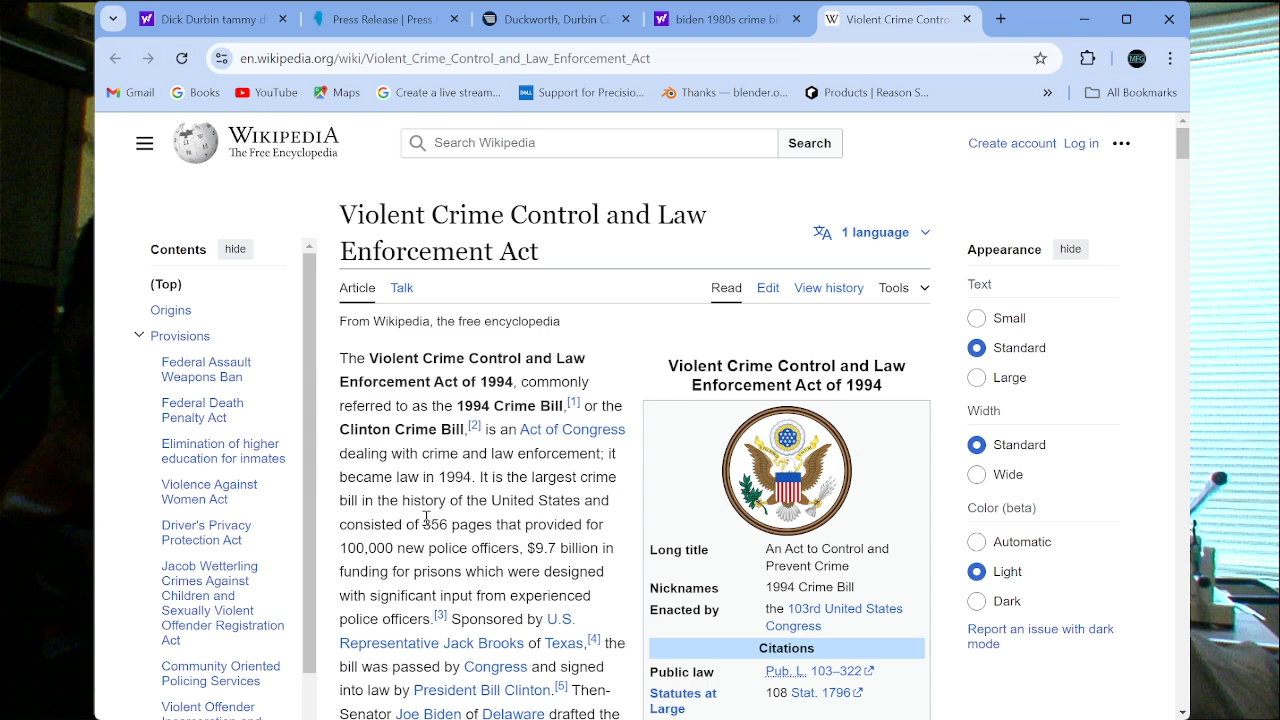 Dick Durbin tammy d
Press Release | Press
Duckworth, Durbin C
biden 1980s crime bil
Violent Crime Contro
en.wikipedia.org/wiki/Violent_Crime_Control_and_Law_Enforcement_Act
MFG
Gmail
Books
YouTube
Maps
Create a live stream...
Support for Precisio...
Thanks — blender.o...
Products | Reason S...
All Bookmarks
WIKIPEDIA
The Free Encyclopedia
Search Wikipedia
Search
Create account
Log in
Violent Crime Control and Law
Enforcement Act
1 language
Contents
hide
(Top)
Origins
Provisions
Federal Assault
Weapons Ban
Federal Death
Penalty Act
Elimination of higher
education for inmates
Violence Against
Women Act
Driver's Privacy
Protection Act
Jacob Wetterling
Crimes Against
Children and
Sexually Violent
Offender Registration
Act
Community Oriented
Policing Services
Violent Offender
Article
Talk
Read
Edit
View history
Tools
From Wikipedia, the free encyclopedia
The Violent Crime Control and Law
Enforcement Act of 1994, commonly
referred to as the 1994 Crime Bill,[1] or the
Clinton Crime Bill,[2] is an Act of Congress
dealing with crime and law enforcement; it
became law in 1994. It is the largest crime
bill in the history of the United States and
consisted of pages that provided for
100,000 new police officers, billion in
funding for prisons which were designed
with significant input from experienced
police officers.[3] Sponsored by U.S.
Representative Jack Brooks of Texas,[4] the
bill was passed by Congress and signed
into law by President Bill Clinton.[5] Then-
Senator Joe Biden of Delaware drafted the
Violent Crime Control and Law
Enforcement Act of 1994
Long title
An Act to Control and
Prevent Crime
Nicknames
1994 Crime Bill
Enacted by
the 103rd United States
Congress
Citations
Public law
Pub. L. 103–322
Statutes at
Large
108 Stat. 1796
Appearance
hide
Text
Small
Standard
Large
Width
Standard
Wide
Color (beta)
Automatic
Light
Dark
Report an issue with dark
mode